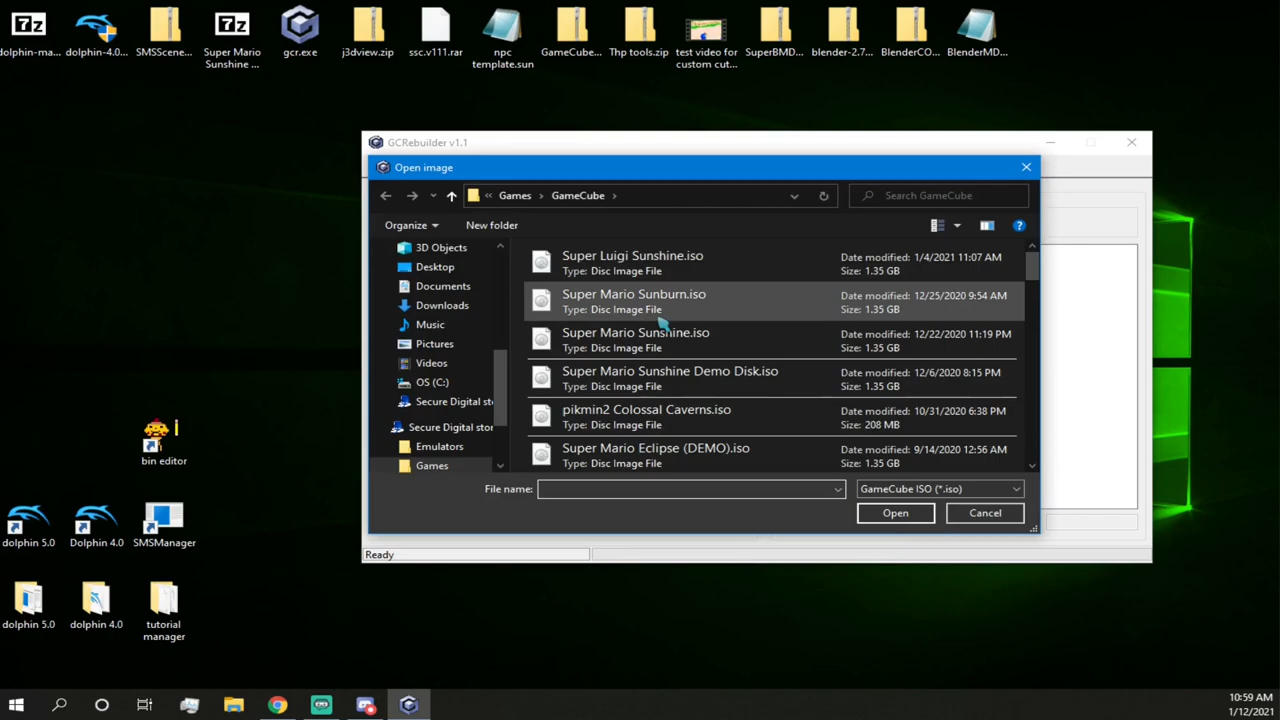 dolphin-ma...
dolphin-4.0...
SMSScene...
Super Mario
Sunshine ...
gcr.exe
j3dview.zip
ssc.v111.rar
npc
template.sun
GameCube...
Thp tools.zip
test video for
custom cut...
SuperBMD...
blender-2.7...
BlenderCO...
BlenderMD...
GCRebuilder v1.1
Open image
Games
GameCube
Search GameCube
Organize
New folder
3D Objects
Desktop
Documents
Downloads
Music
Pictures
Videos
OS (C:)
Secure Digital sto
Secure Digital stor
Emulators
Games
Super Luigi Sunshine.iso
Type: Disc Image File
Date modified: 1/4/2021 11:07 AM
Size: 1.35 GB
Super Mario Sunburn.iso
Type: Disc Image File
Date modified: 12/25/2020 9:54 AM
Size: 1.35 GB
Super Mario Sunshine.iso
Type: Disc Image File
Date modified: 12/22/2020 11:19 PM
Size: 1.35 GB
Super Mario Sunshine Demo Disk.iso
Type: Disc Image File
Date modified: 12/6/2020 8:15 PM
Size: 1.35 GB
pikmin2 Colossal Caverns.iso
Type: Disc Image File
Date modified: 10/31/2020 6:38 PM
Size: 208 MB
Super Mario Eclipse (DEMO).iso
Type: Disc Image File
Date modified: 9/14/2020 12:56 AM
Size: 1.35 GB
File name:
GameCube ISO (*.iso)
Open
Cancel
Ready
bin editor
dolphin 5.0
Dolphin 4.0
SMSManager
dolphin 5.0
dolphin 4.0
tutorial
manager
10:59 AM
1/12/2021